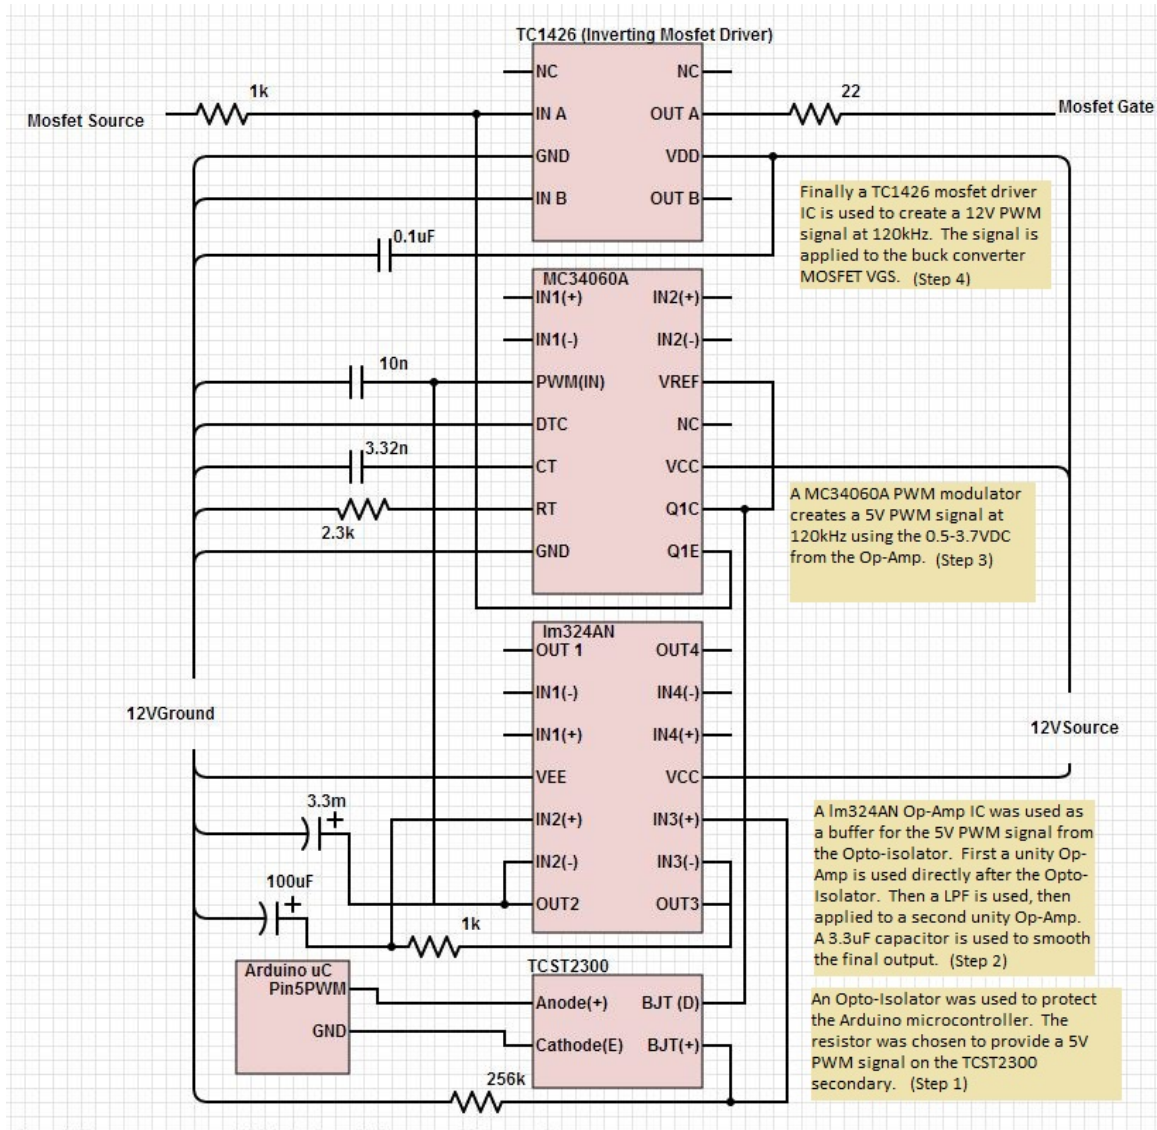 TC1426 (Inverting Mosfet Driver)
NC
NC
1k
22
Mosfet Source
IN A
OUT A
Mosfet Gate
GND
VDD
IN B
OUT B
Finally a TC1426 mosfet driver
IC is used to create a 12V PWM
signal at 120kHz. The signal is
applied to the buck converter
MOSFET VGS. (Step 4)
0.1uF
MC34060A
IN1(+)
IN2(+)
IN1(-)
IN2(-)
10n
PWM(IN)
VREF
DTC
NC
3.32n
CT
VCC
RT
Q1C
2.3k
GND
Q1E
A MC34060A PWM modulator
creates a 5V PWM signal at
120kHz using the 0.5-3.7VDC
from the Op-Amp. (Step 3)
lm324AN
OUT 1
OUT4
IN1(-)
IN4(-)
IN1(+)
IN4(+)
12VGround
12VSource
VEE
VCC
3.3m
+
IN2(+)
IN3(+)
IN2(-)
IN3(-)
100uF
+
OUT2
OUT3
1k
A lm324AN Op-Amp IC was used as
a buffer for the 5V PWM signal from
the Opto-isolator. First a unity Op-
Amp is used directly after the Opto-
Isolator. Then a LPF is used, then
applied to a second unity Op-Amp.
A 3.3uF capacitor is used to smooth
the final output. (Step 2)
Arduino uC
Pin5PWM
GND
TCST2300
Anode(+)
BJT (D)
Cathode(E)
BJT(+)
256k
An Opto-Isolator was used to protect
the Arduino microcontroller. The
resistor was chosen to provide a 5V
PWM signal on the TCST2300
secondary. (Step 1)